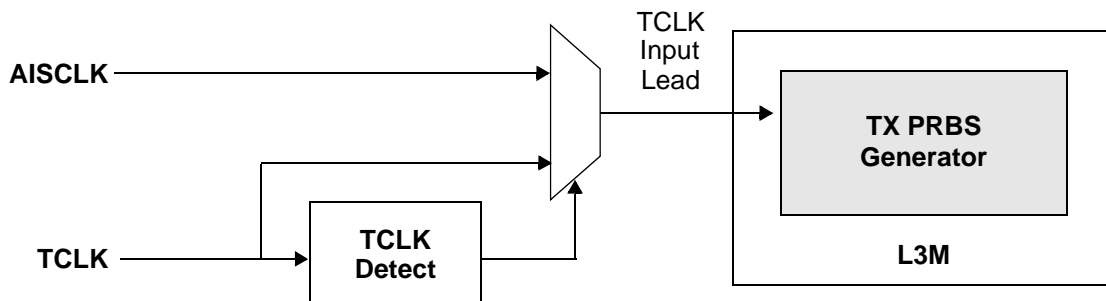 TCLK
Input
Lead
AISCLK
TX PRBS
Generator
TCLK
TCLK
Detect
L3M